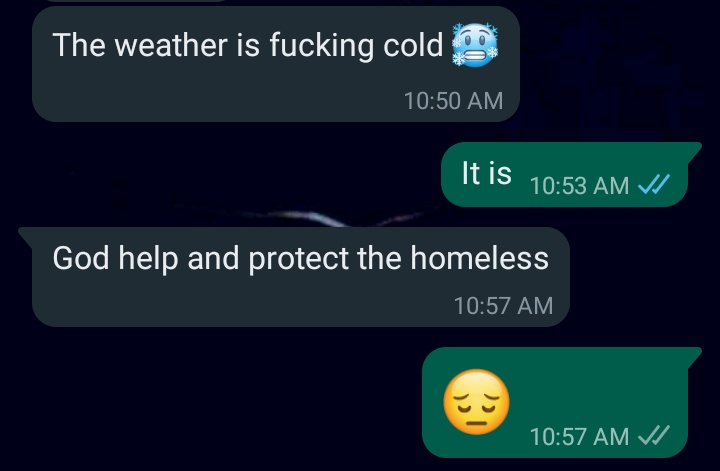 The weather is fucking cold 🥶
10:50 AM
It is 10:53 AM
God help and protect the homeless
10:57 AM
😔 10:57 AM